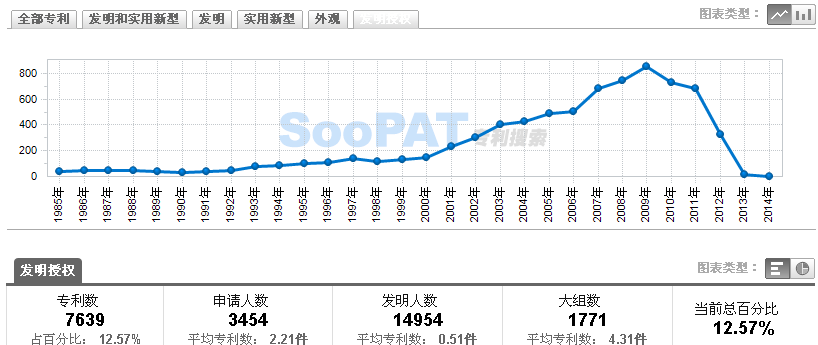 全部专利 发明和实用新型 发明 实用新型 外观 发明授权 图表类型：
800
600
400
200
0
SooPAT 专利搜索
1985年 1986年 1987年 1988年 1989年 1990年 1991年 1992年 1993年 1994年 1995年 1996年 1997年 1998年 1999年 2000年 2001年 2002年 2003年 2004年 2005年 2006年 2007年 2008年 2009年 2010年 2011年 2012年 2013年 2014年
发明授权 图表类型：
专利数 申请人数 发明人数 大组数 当前总百分比
7639 3454 14954 1771 12.57%
占百分比： 12.57% 平均专利数： 2.21件 平均专利数： 0.51件 平均专利数： 4.31件